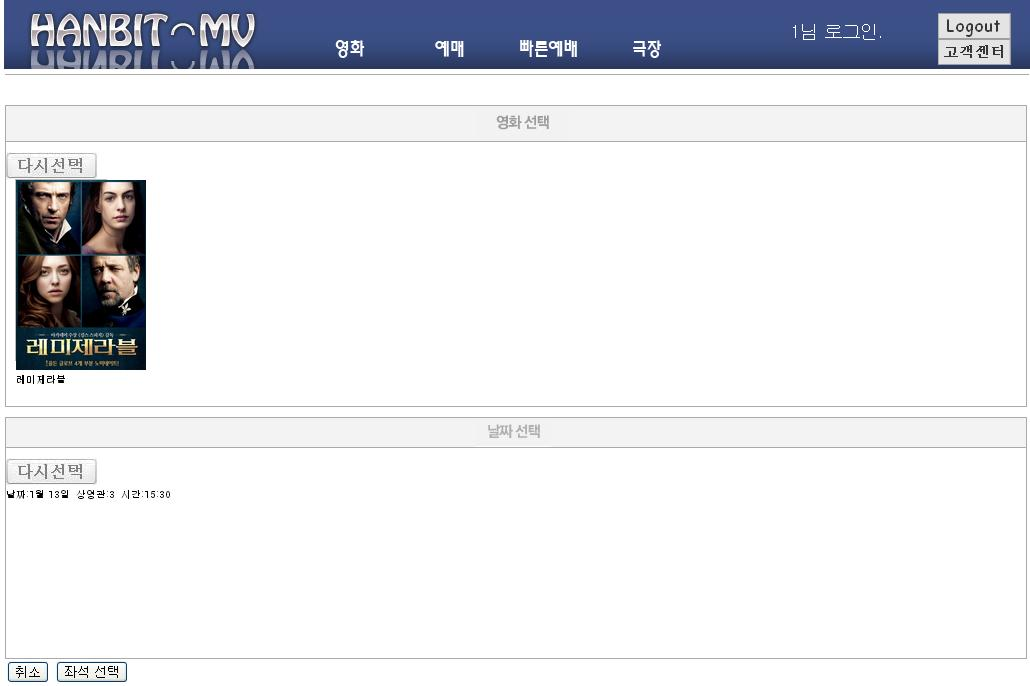 HANBIT MV
영화 예매 빠른예배 극장
1님 로그인.
Logout
고객센터
영화 선택
다시선택
레미제라블
레미제라블
날짜 선택
다시선택
날짜:1월 13일 상영관:3 시간:15:30
취소 좌석 선택